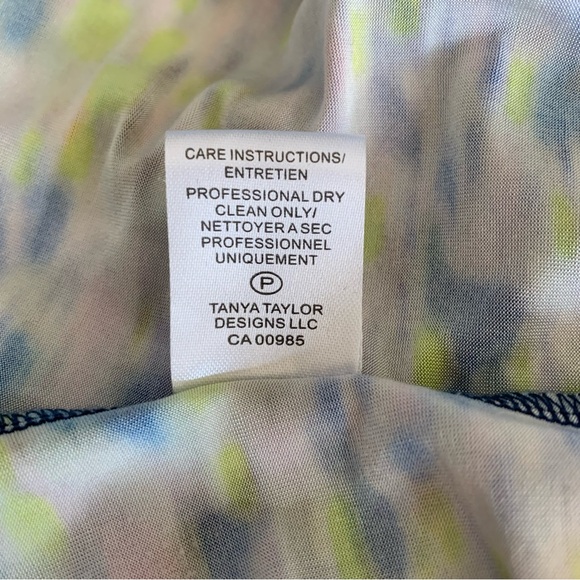 CARE INSTRUCTIONS/
ENTRETIEN
PROFESSIONAL DRY
CLEAN ONLY/
NETTOYER A SEC
PROFESSIONNEL
UNIQUEMENT
P
TANYA TAYLOR
DESIGNS LLC
CA 00985